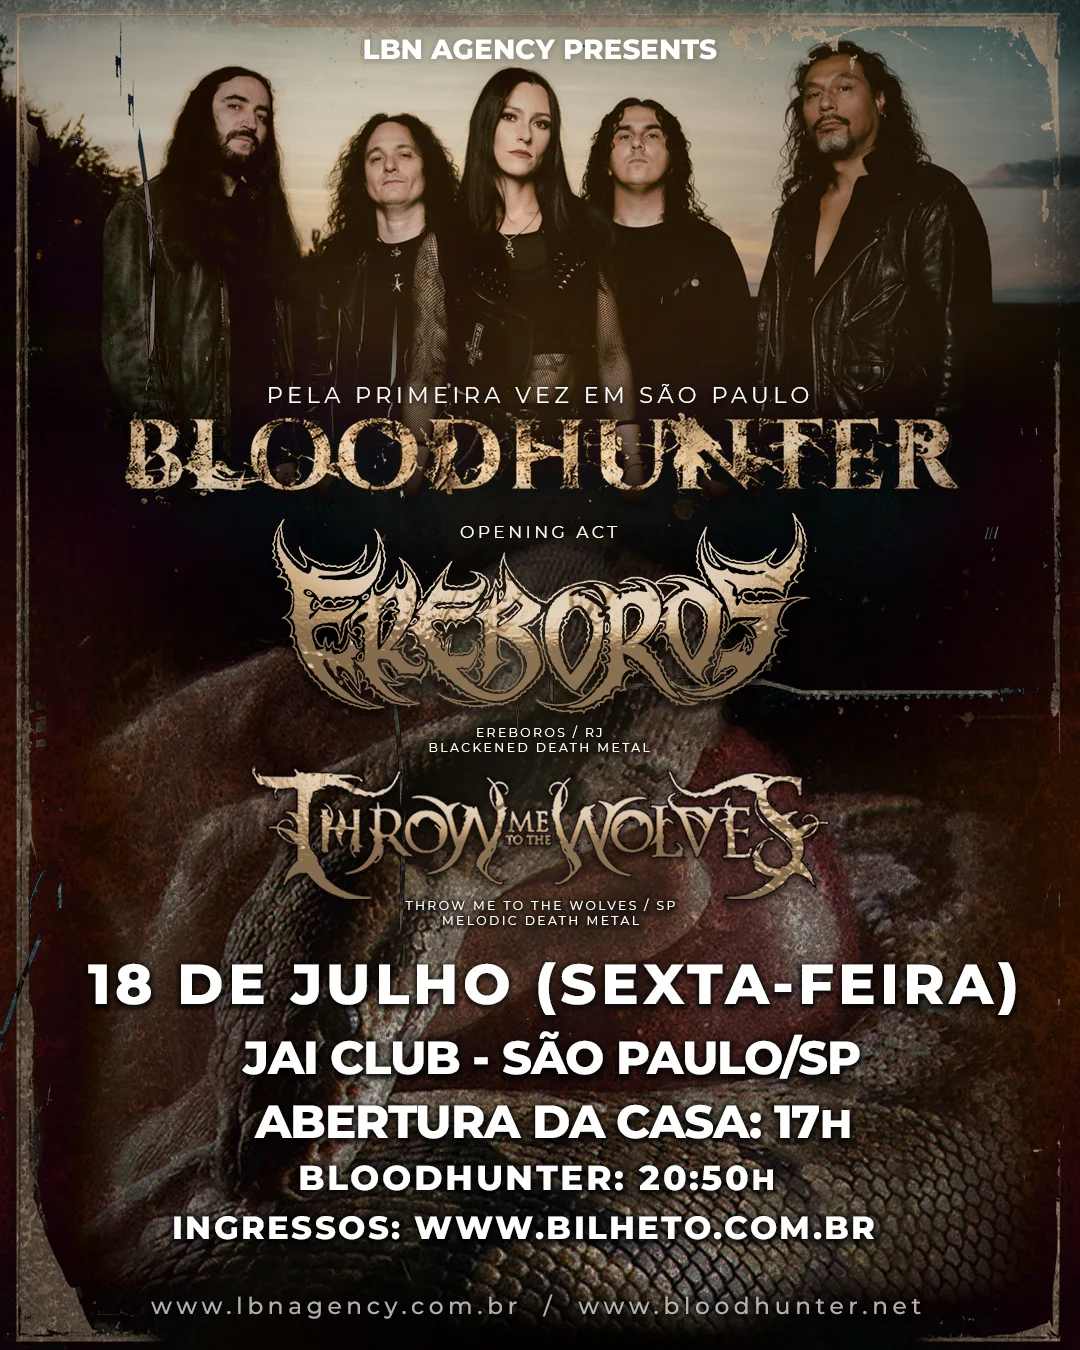 LBN AGENCY PRESENTS
PELA PRIMEIRA VEZ EM SÃO PAULO
BLOODHUNTER
OPENING ACT
EREBOROS
EREBOROS / RJ
BLACKENED DEATH METAL
THROW ME TO THE WOLVES
THROW ME TO THE WOLVES / SP
MELODIC DEATH METAL
18 DE JULHO (SEXTA-FEIRA)
JAI CLUB - SÃO PAULO/SP
ABERTURA DA CASA: 17H
BLOODHUNTER: 20:50H
INGRESSOS: WWW.BILHETO.COM.BR
www.lbnagency.com.br / www.bloodhunter.net